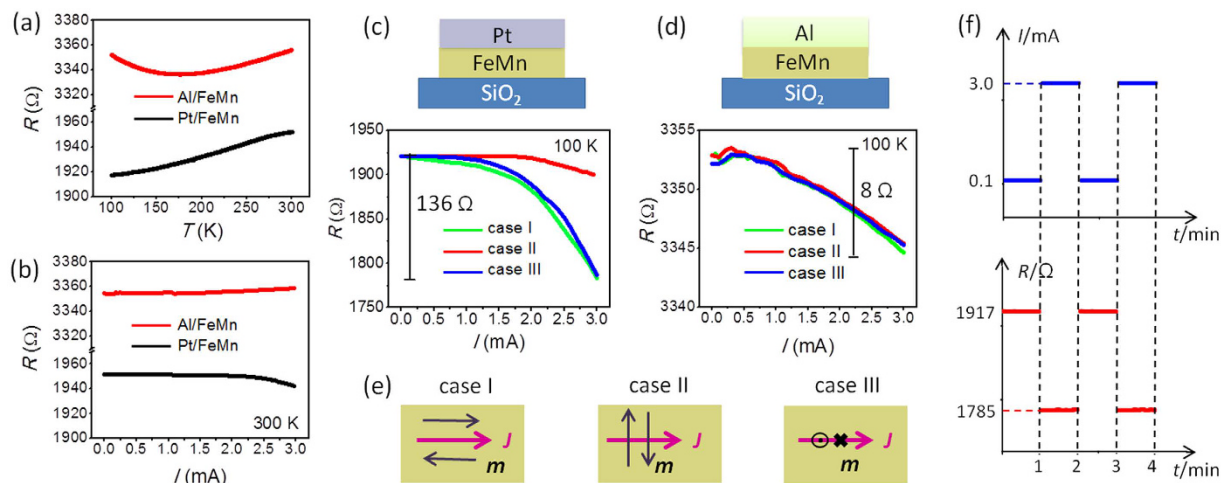 (a)
R (Ω)
3380
3360
3340
3320
1960
1940
1920
1900
Al/FeMn
Pt/FeMn
100 150 200 250 300
T (K)
(b)
R (Ω)
3380
3360
3340
1960
1940
1920
1900
Al/FeMn
Pt/FeMn
300 K
0.0 0.5 1.0 1.5 2.0 2.5 3.0
I (mA)
(c)
Pt
FeMn
SiO₂
R (Ω)
1950
1900
1850
1800
1750
100 K
136 Ω
case I
case II
case III
0.0 0.5 1.0 1.5 2.0 2.5 3.0
I (mA)
(d)
Al
FeMn
SiO₂
R (Ω)
3355
3350
3345
3340
100 K
8 Ω
case I
case II
case III
0.0 0.5 1.0 1.5 2.0 2.5 3.0
I (mA)
(e)
case I
J
m
case II
J
m
case III
J
m
(f)
I/mA
3.0
0.1
t/min
R/Ω
1917
1785
1 2 3 4
t/min